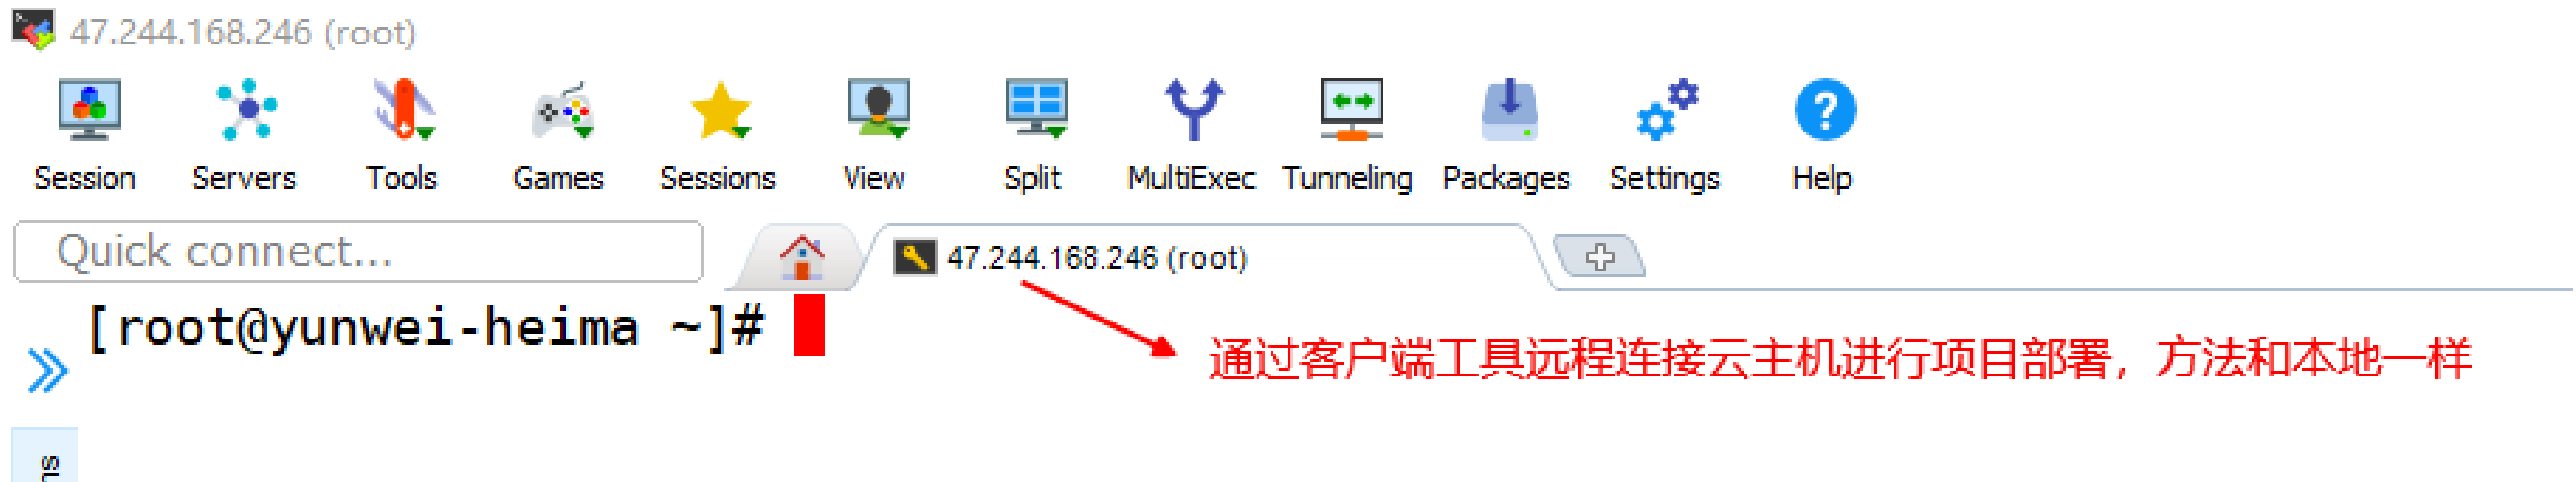 47.244.168.246 (root)
Session Servers Tools Games Sessions View Split MultiExec Tunneling Packages Settings Help
Quick connect... 47.244.168.246 (root)
[root@yunwei-heima ~]#
通过客户端工具远程连接云主机进行项目部署，方法和本地一样